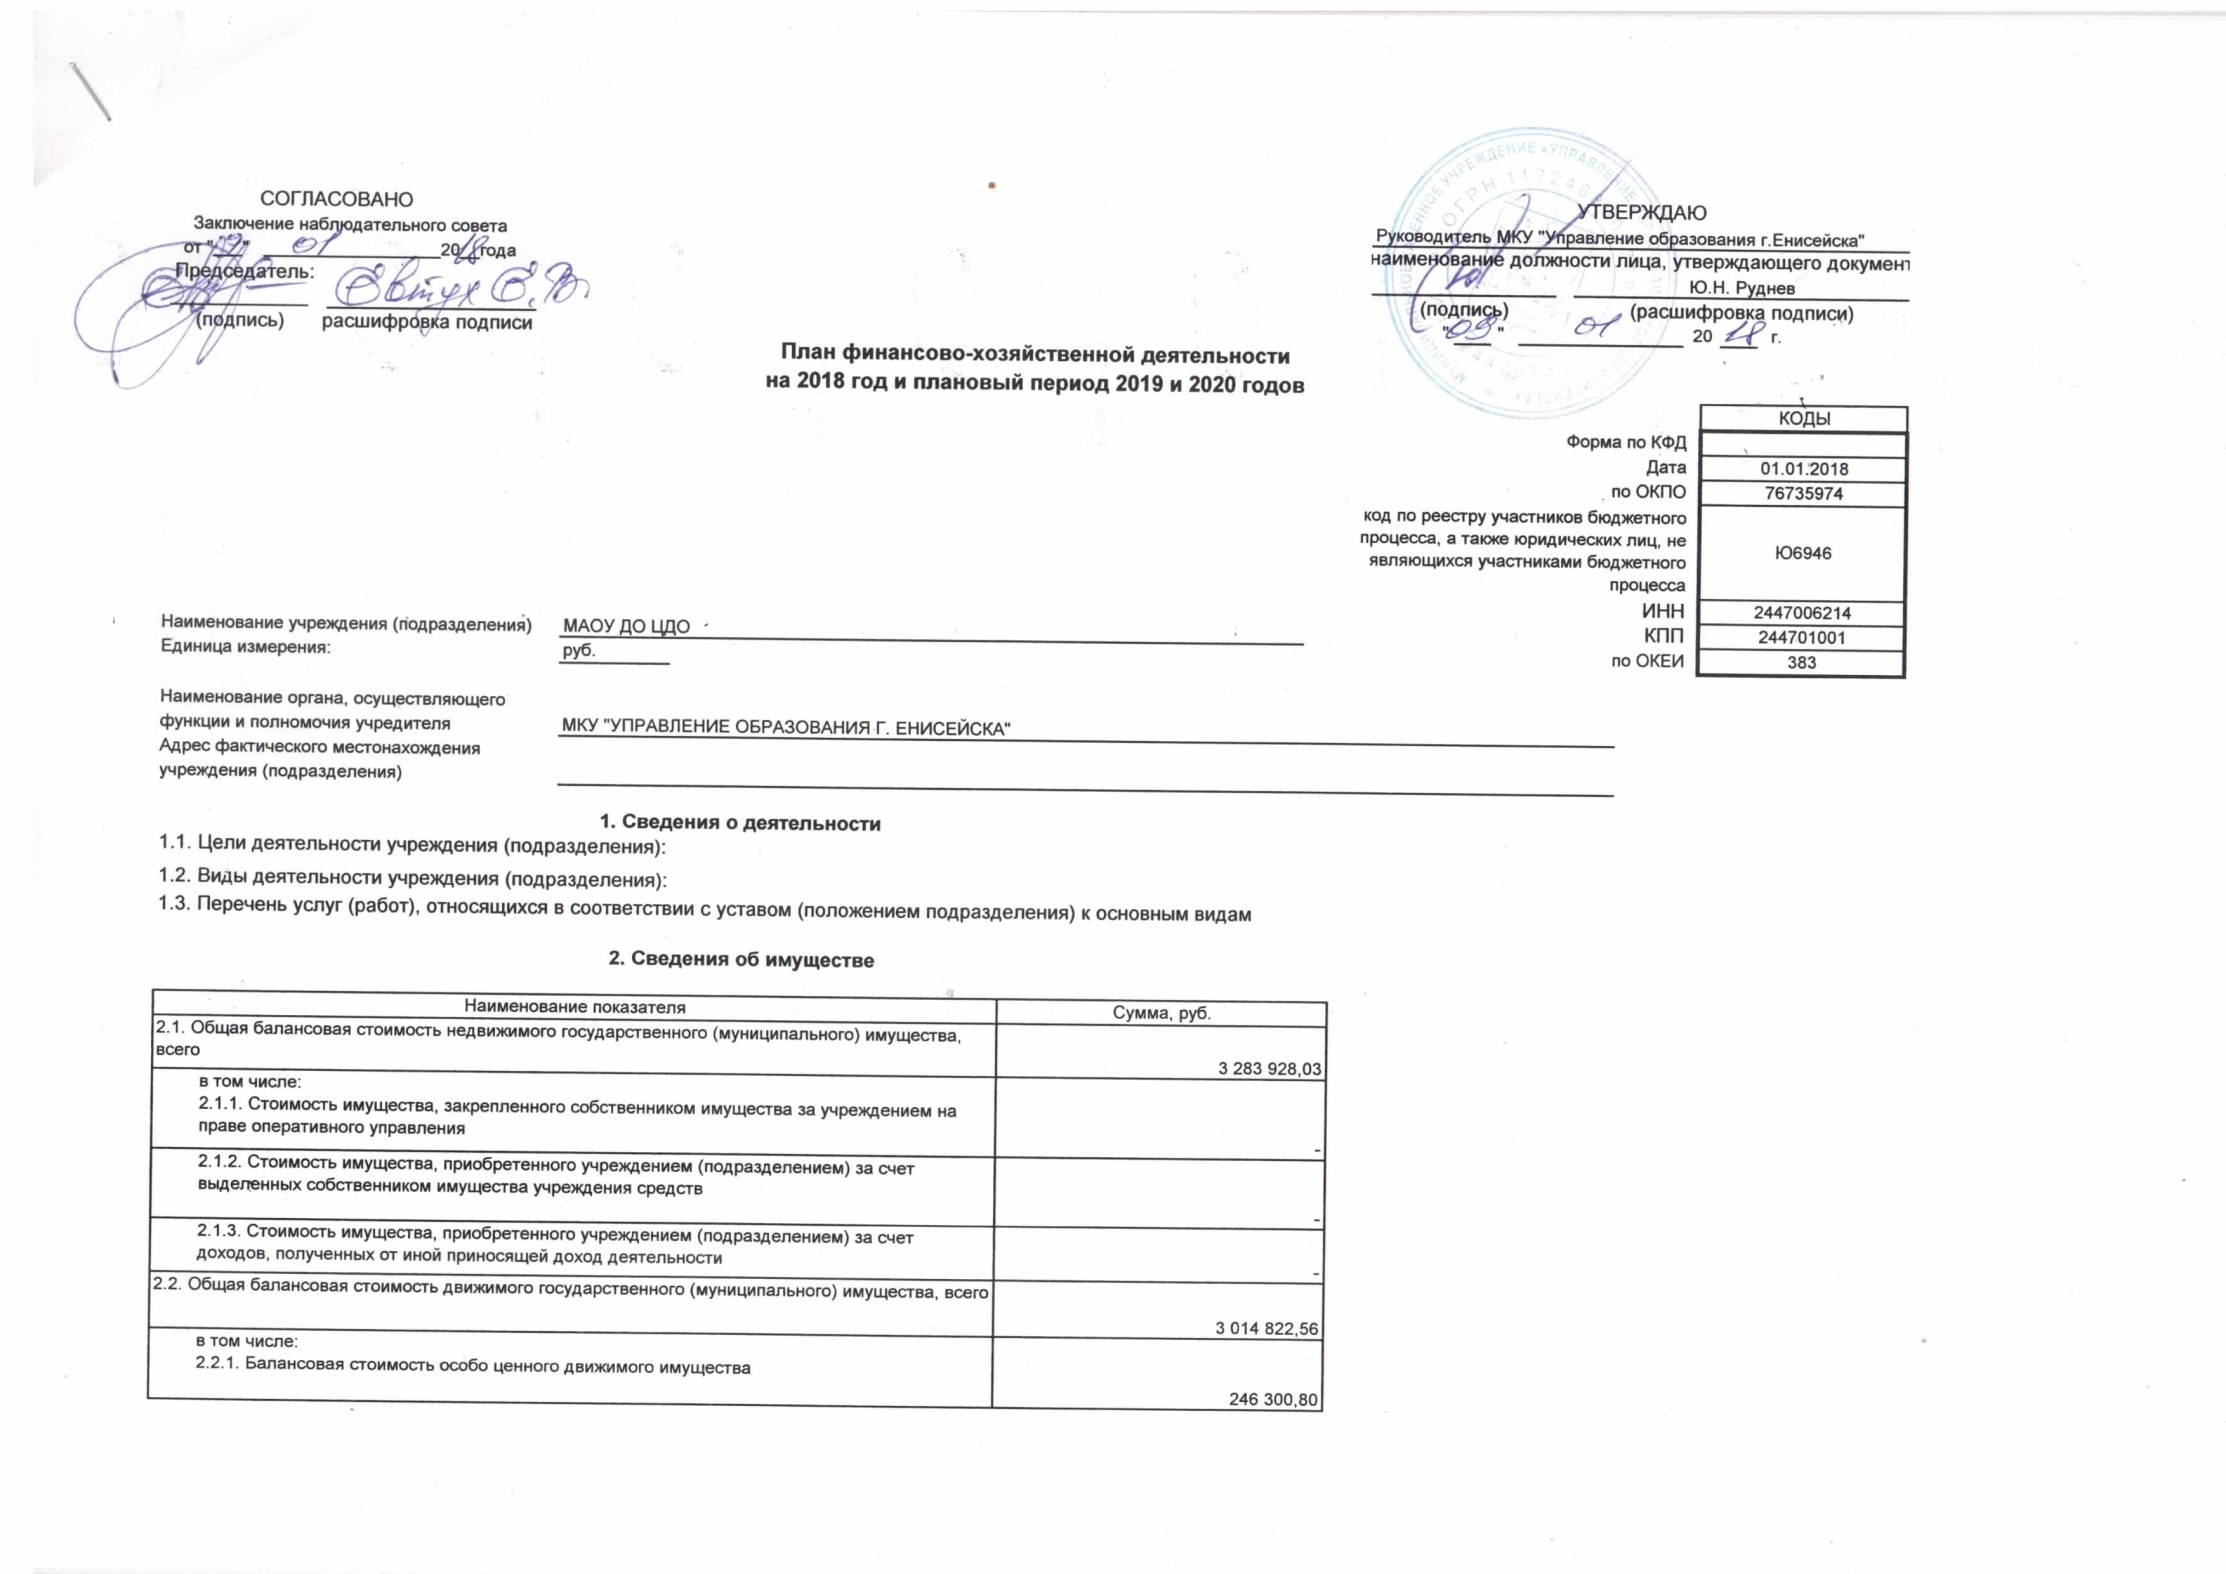 СОГЛАСОВАНО
Заключение наблюдательного совета
от " " 01 2018 года
Председатель:
Евтух Е.В.
(подпись) расшифровка подписи
УТВЕРЖДАЮ
Руководитель МКУ "Управление образования г.Енисейска"
наименование должности лица, утверждающего документ
Ю.Н. Руднев
(подпись) (расшифровка подписи)
"09" 01 2018 г.
План финансово-хозяйственной деятельности
на 2018 год и плановый период 2019 и 2020 годов
КОДЫ
Форма по КФД
Дата 01.01.2018
по ОКПО 76735974
код по реестру участников бюджетного
процесса, а также юридических лиц, не
являющихся участниками бюджетного
процесса
Ю6946
ИНН 2447006214
КПП 244701001
по ОКЕИ 383
Наименование учреждения (подразделения) МАОУ ДО ЦДО
Единица измерения: руб.
Наименование органа, осуществляющего
функции и полномочия учредителя МКУ "УПРАВЛЕНИЕ ОБРАЗОВАНИЯ Г. ЕНИСЕЙСКА"
Адрес фактического местонахождения
учреждения (подразделения)
1. Сведения о деятельности
1.1. Цели деятельности учреждения (подразделения):
1.2. Виды деятельности учреждения (подразделения):
1.3. Перечень услуг (работ), относящихся в соответствии с уставом (положением подразделения) к основным видам
2. Сведения об имуществе
Наименование показателя Сумма, руб.
2.1. Общая балансовая стоимость недвижимого государственного (муниципального) имущества,
всего
3 283 928,03
в том числе:
2.1.1. Стоимость имущества, закрепленного собственником имущества за учреждением на
праве оперативного управления
-
2.1.2. Стоимость имущества, приобретенного учреждением (подразделением) за счет
выделенных собственником имущества учреждения средств
-
2.1.3. Стоимость имущества, приобретенного учреждением (подразделением) за счет
доходов, полученных от иной приносящей доход деятельности
-
2.2. Общая балансовая стоимость движимого государственного (муниципального) имущества, всего
3 014 822,56
в том числе:
2.2.1. Балансовая стоимость особо ценного движимого имущества
246 300,80